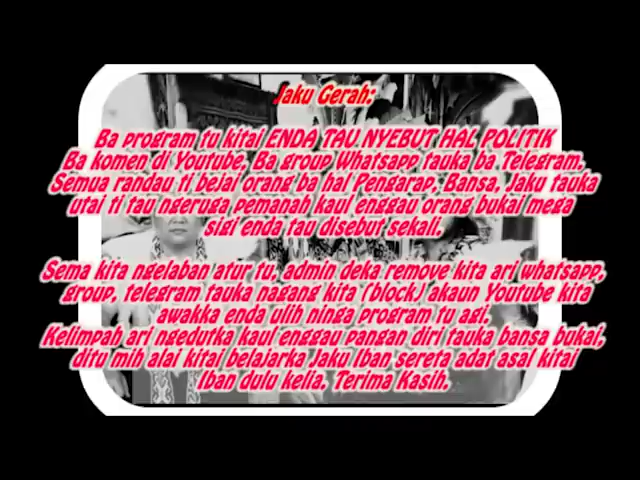 Jaku Gerah:
Ba program tu kitai ENDA TAU NYEBUT HAL POLITIK
Ba komen di Youtube, Ba group Whatsapp tauka ba Telegram.
Semua randau ti bejai orang ba hal Pengarap, Bansa, Jaku tauka
utai ti tau ngeruga pemanah kaul enggau orang bukai mega
sigi enda tau disebut sekali.
Sema kita ngelaban atur tu, admin deka remove kita ari whatsapp,
group, telegram tauka nagang kita (block) akaun Youtube kita
awakka enda ulih ninga program tu agi.
Kelimpah ari ngedutka kaul enggau pangan diri tauka bansa bukai,
ditu mih alai kitai belajarka Jaku Iban sereta adat asal kitai
Iban dulu kelia. Terima Kasih.